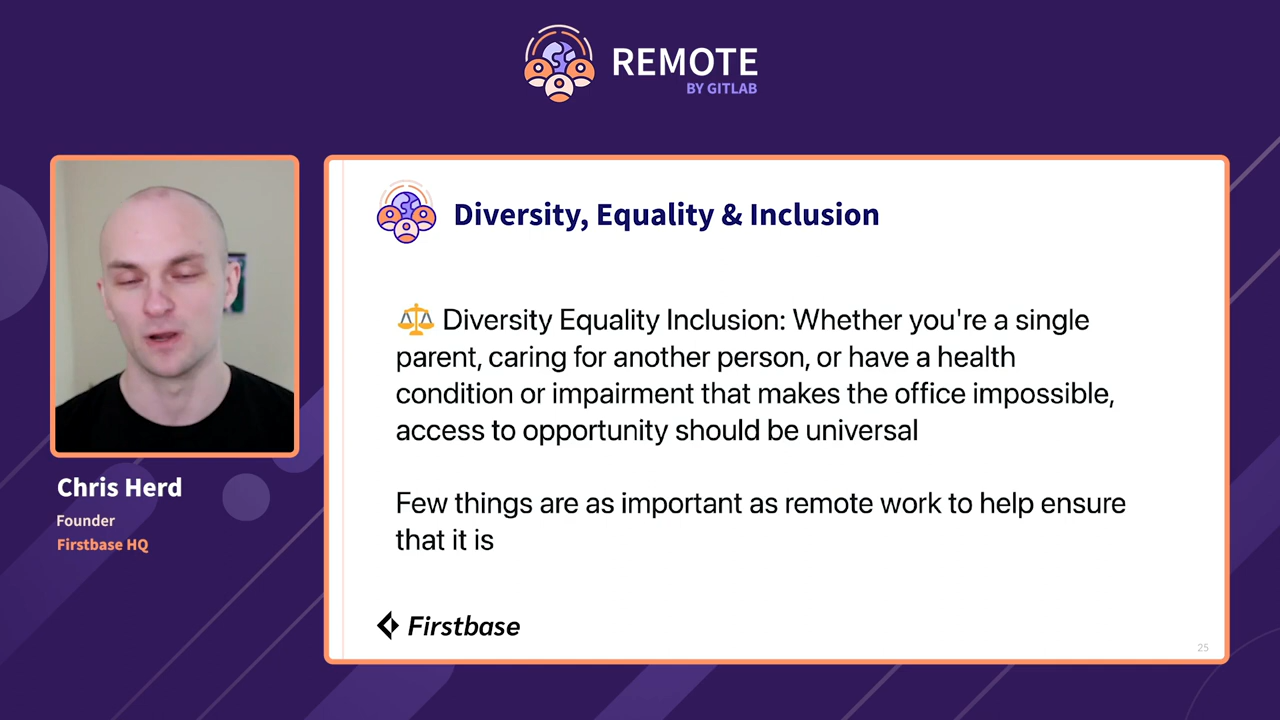 REMOTE
BY GITLAB
Diversity, Equality & Inclusion
⚖️ Diversity Equality Inclusion: Whether you're a single
parent, caring for another person, or have a health
condition or impairment that makes the office impossible,
access to opportunity should be universal
Few things are as important as remote work to help ensure
that it is
Firstbase
25
Chris Herd
Founder
Firstbase HQ